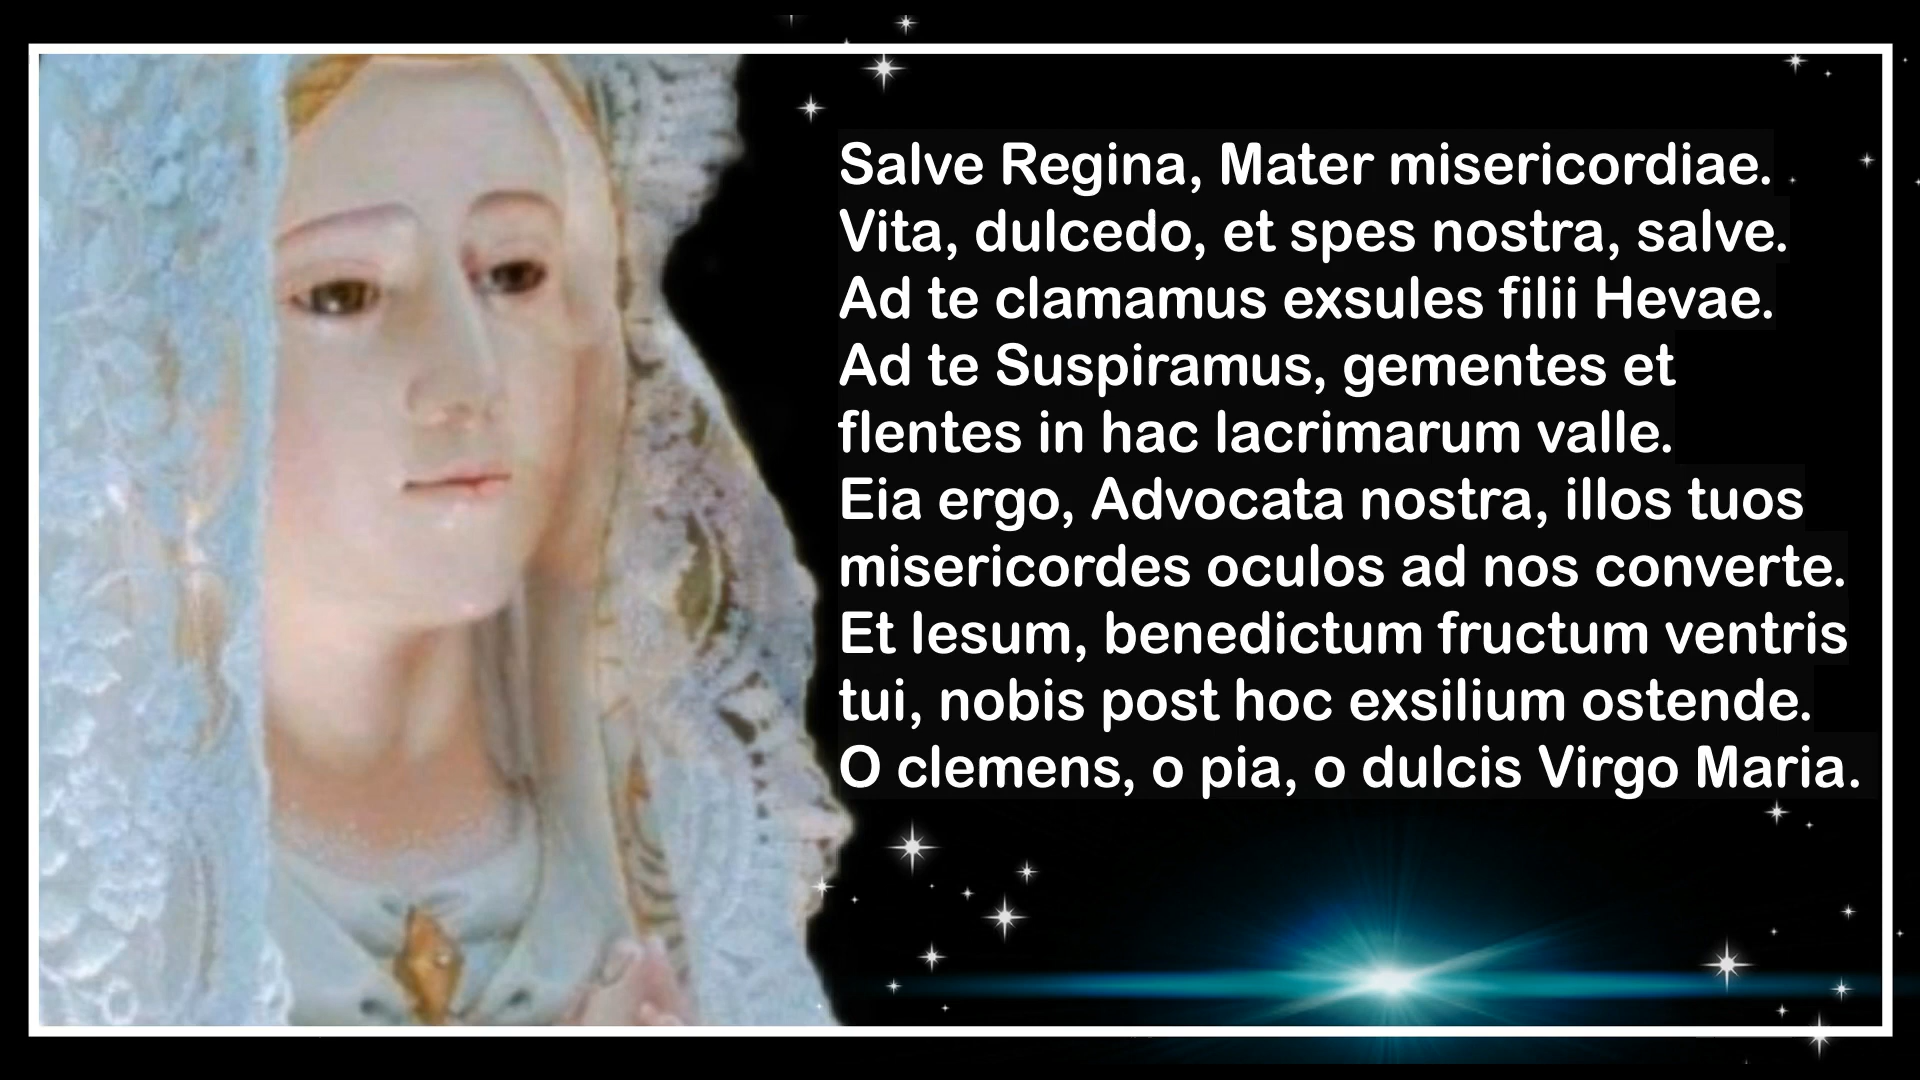 Salve Regina, Mater misericordiae.
Vita, dulcedo, et spes nostra, salve.
Ad te clamamus exsules filii Hevae.
Ad te Suspiramus, gementes et
flentes in hac lacrimarum valle.
Eia ergo, Advocata nostra, illos tuos
misericordes oculos ad nos converte.
Et Iesum, benedictum fructum ventris
tui, nobis post hoc exsilium ostende.
O clemens, o pia, o dulcis Virgo Maria.